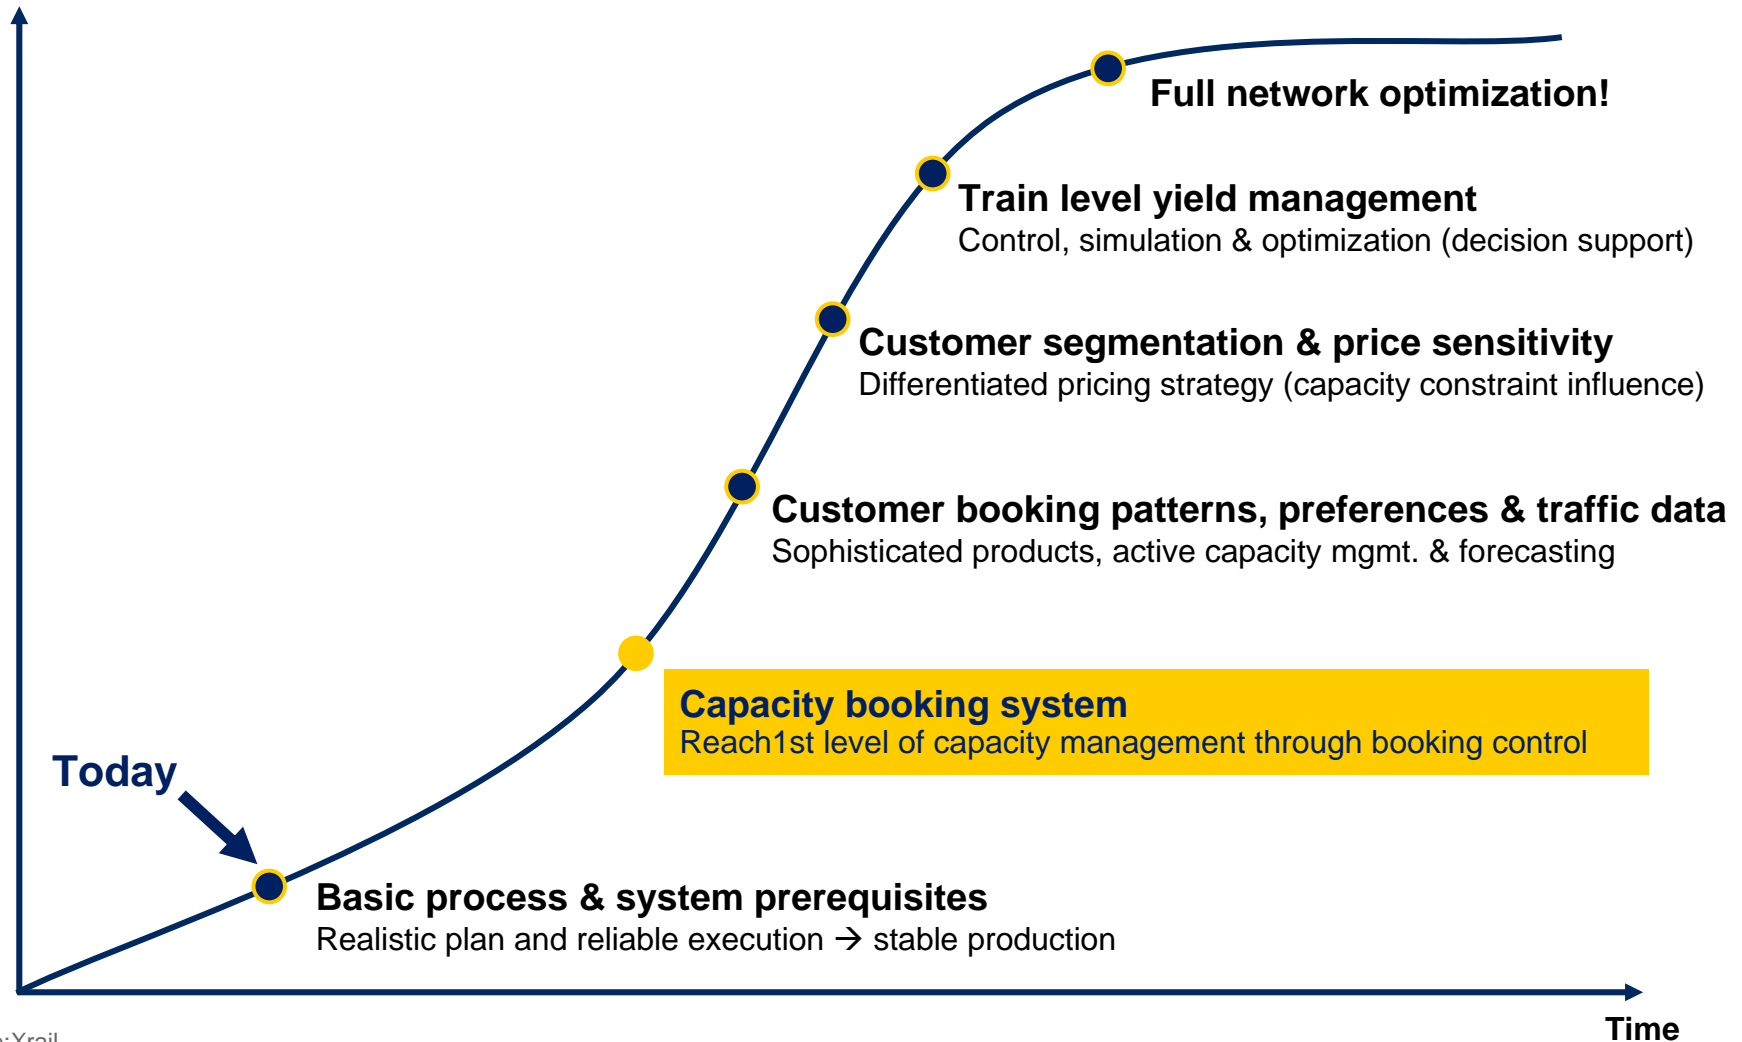 Full network optimization!
Train level yield management
Control, simulation & optimization (decision support)
Customer segmentation & price sensitivity
Differentiated pricing strategy (capacity constraint influence)
Customer booking patterns, preferences & traffic data
Sophisticated products, active capacity mgmt. & forecasting
Capacity booking system
Reach1st level of capacity management through booking control
Today
Basic process & system prerequisites
Realistic plan and reliable execution → stable production
Time
:Xrail